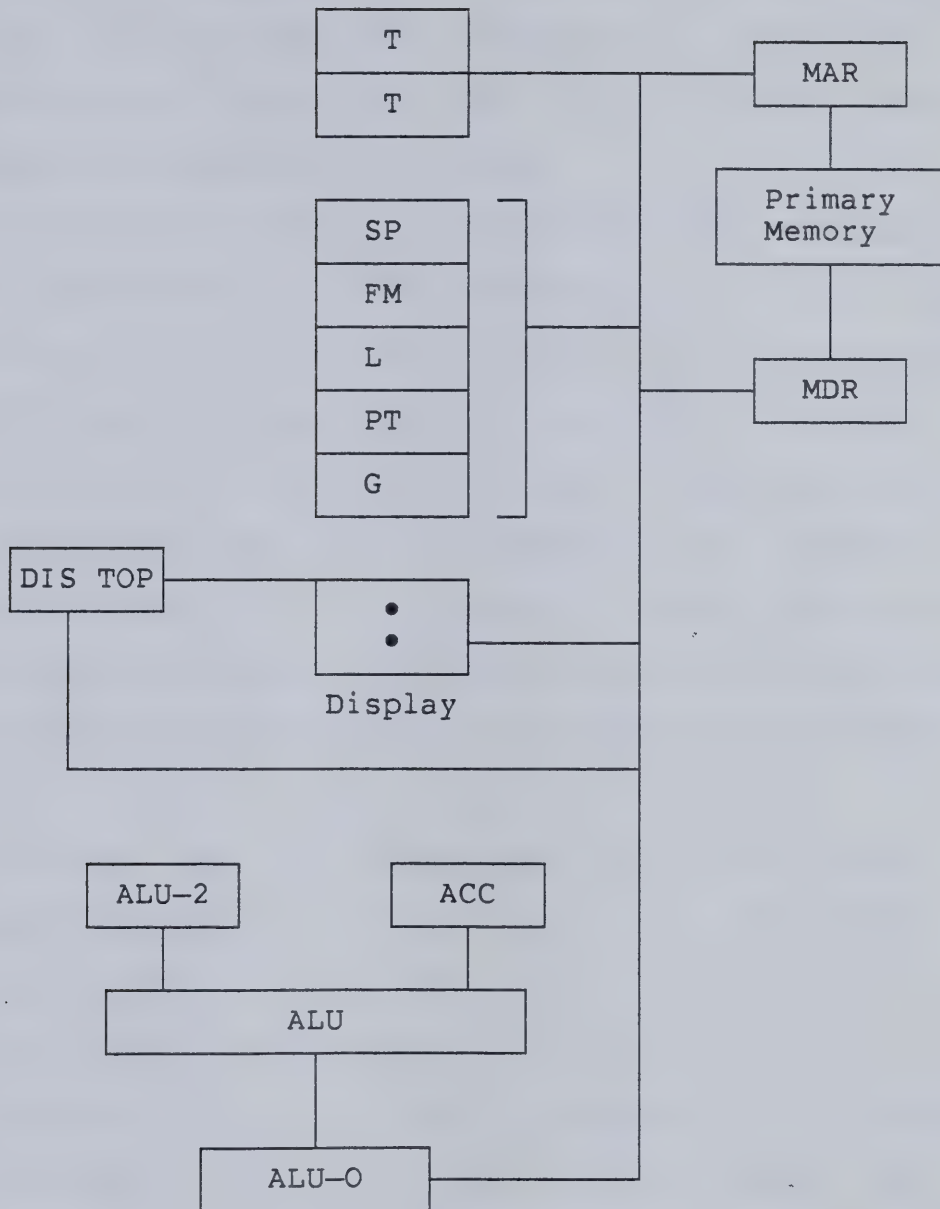 T
T
MAR
Primary
Memory
SP
FM
L
PT
G
MDR
DIS TOP
Display
ALU-2
ACC
ALU
ALU-O